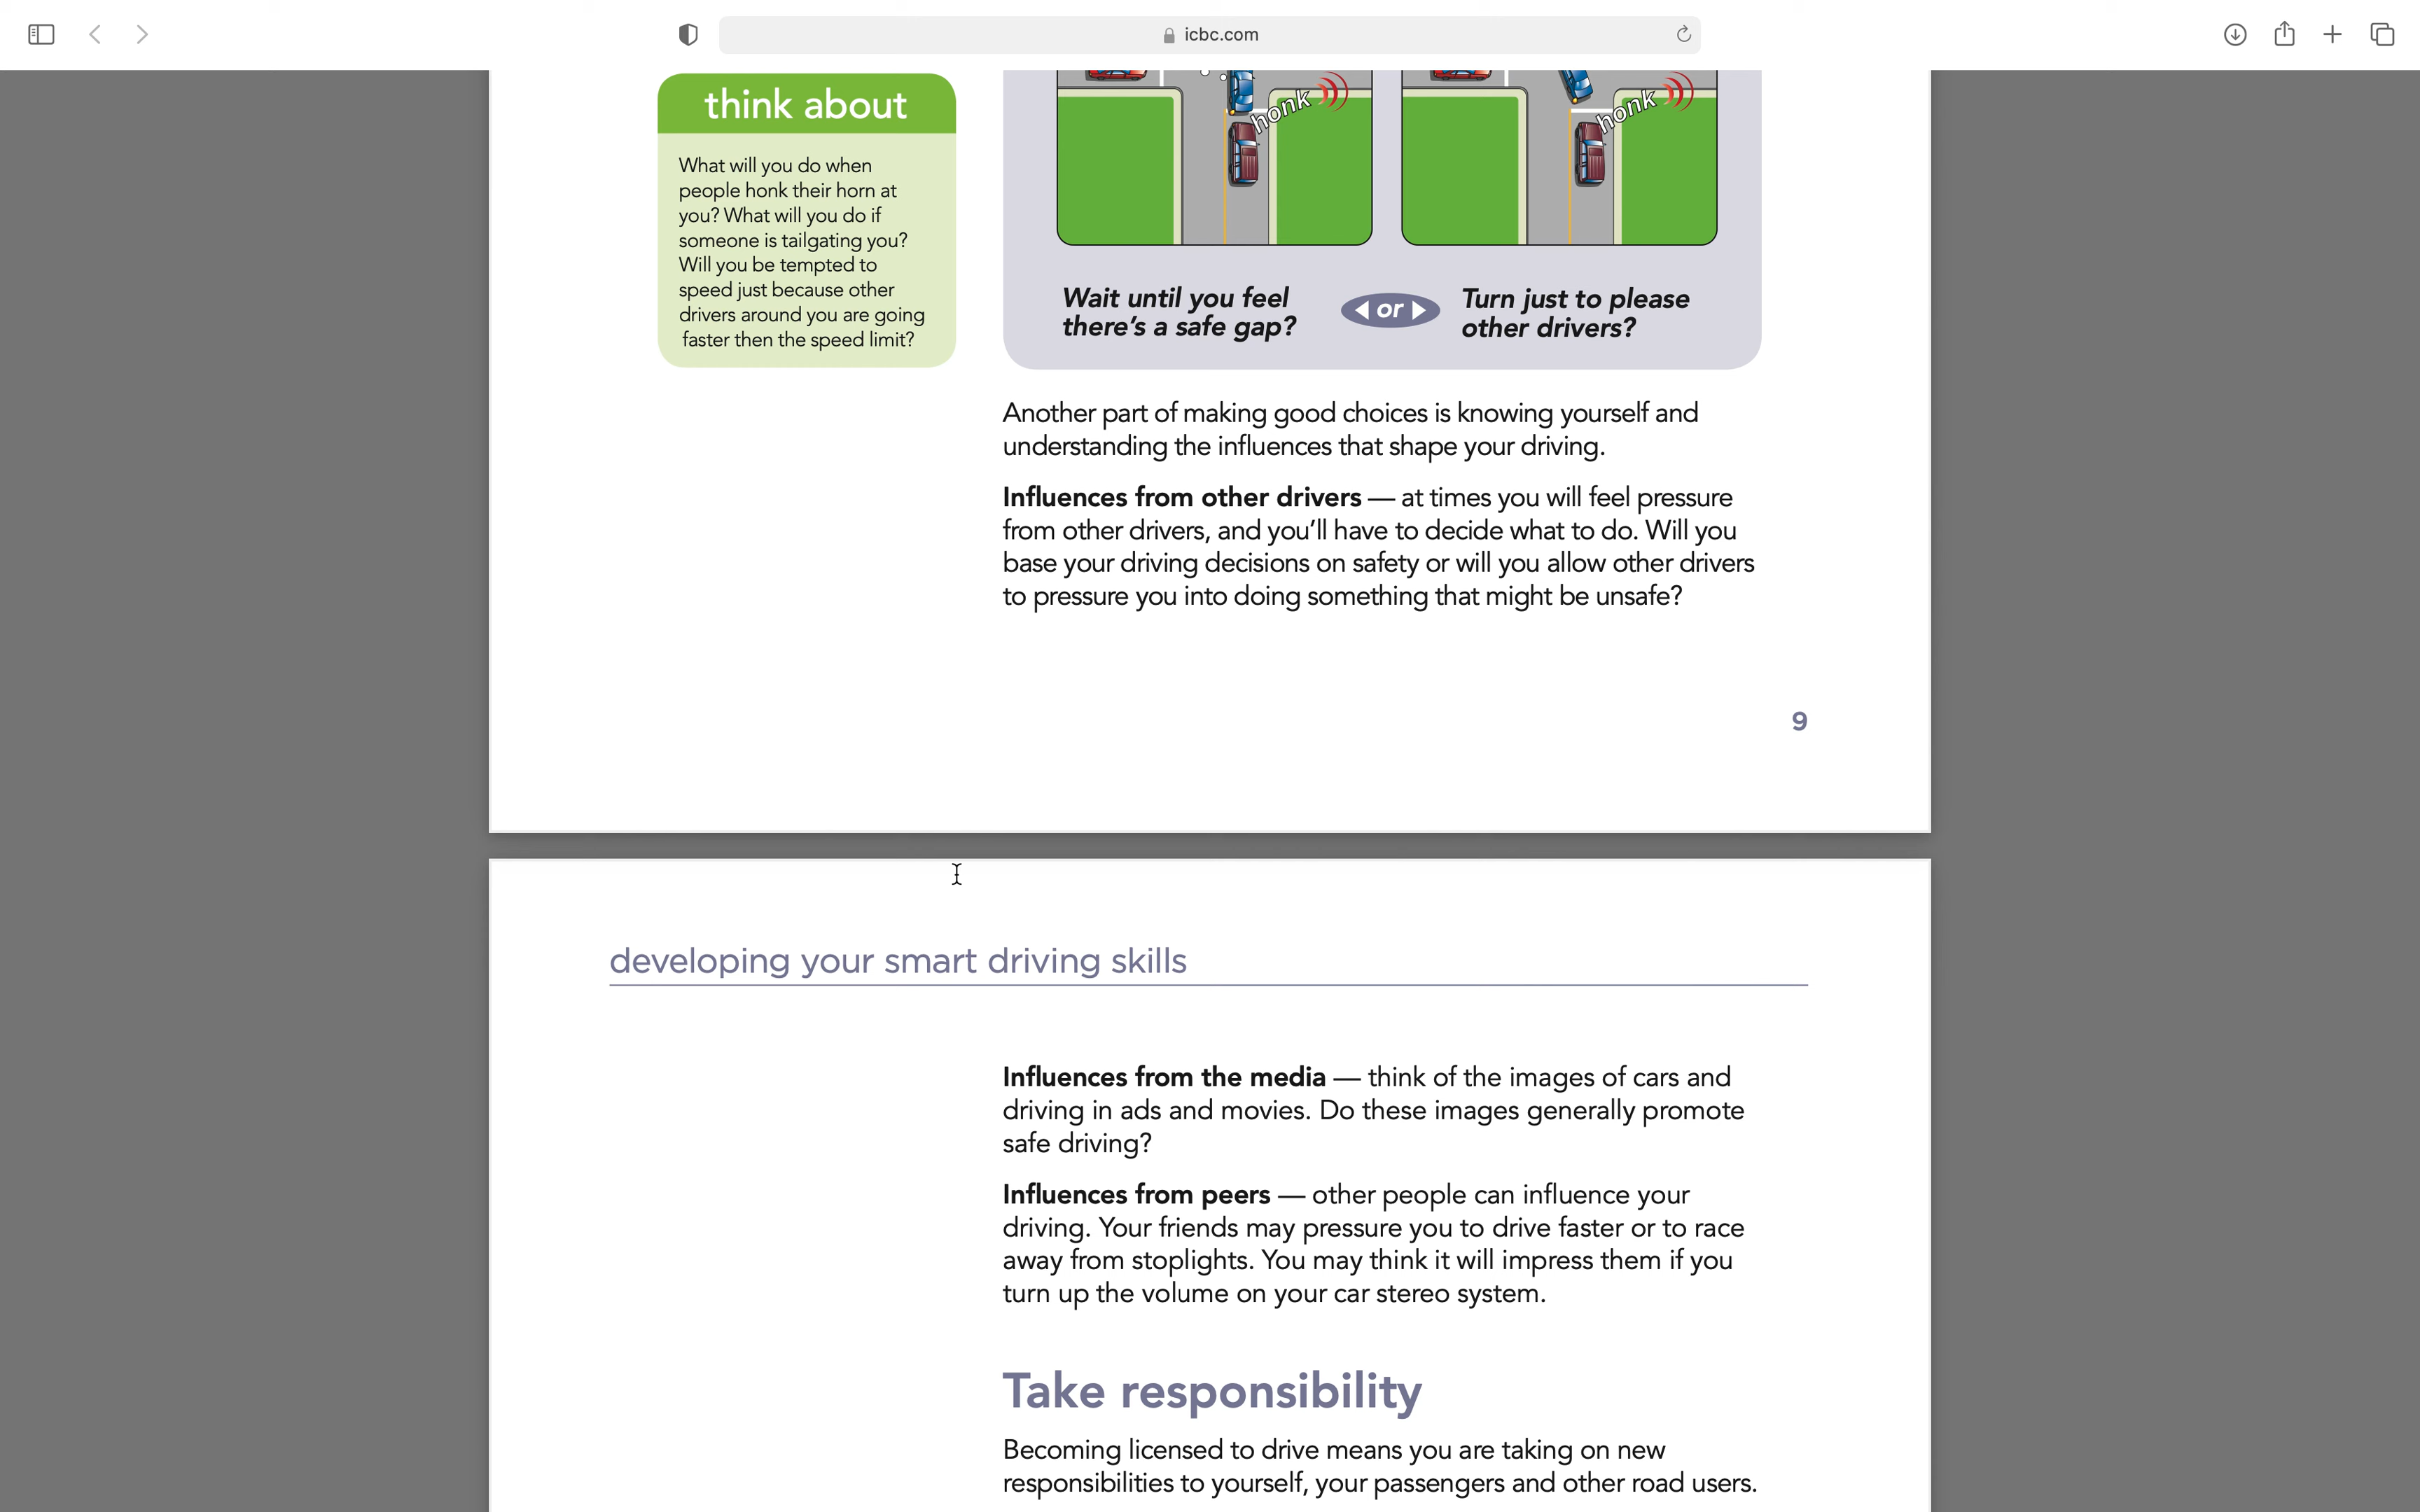 icbc.com
think about
What will you do when
people honk their horn at
you? What will you do if
someone is tailgating you?
Will you be tempted to
speed just because other
drivers around you are going
faster then the speed limit?
honk
honk
Wait until you feel
there's a safe gap?
or
Turn just to please
other drivers?
Another part of making good choices is knowing yourself and
understanding the influences that shape your driving.
Influences from other drivers — at times you will feel pressure
from other drivers, and you'll have to decide what to do. Will you
base your driving decisions on safety or will you allow other drivers
to pressure you into doing something that might be unsafe?
9
developing your smart driving skills
Influences from the media — think of the images of cars and
driving in ads and movies. Do these images generally promote
safe driving?
Influences from peers — other people can influence your
driving. Your friends may pressure you to drive faster or to race
away from stoplights. You may think it will impress them if you
turn up the volume on your car stereo system.
Take responsibility
Becoming licensed to drive means you are taking on new
responsibilities to yourself, your passengers and other road users.